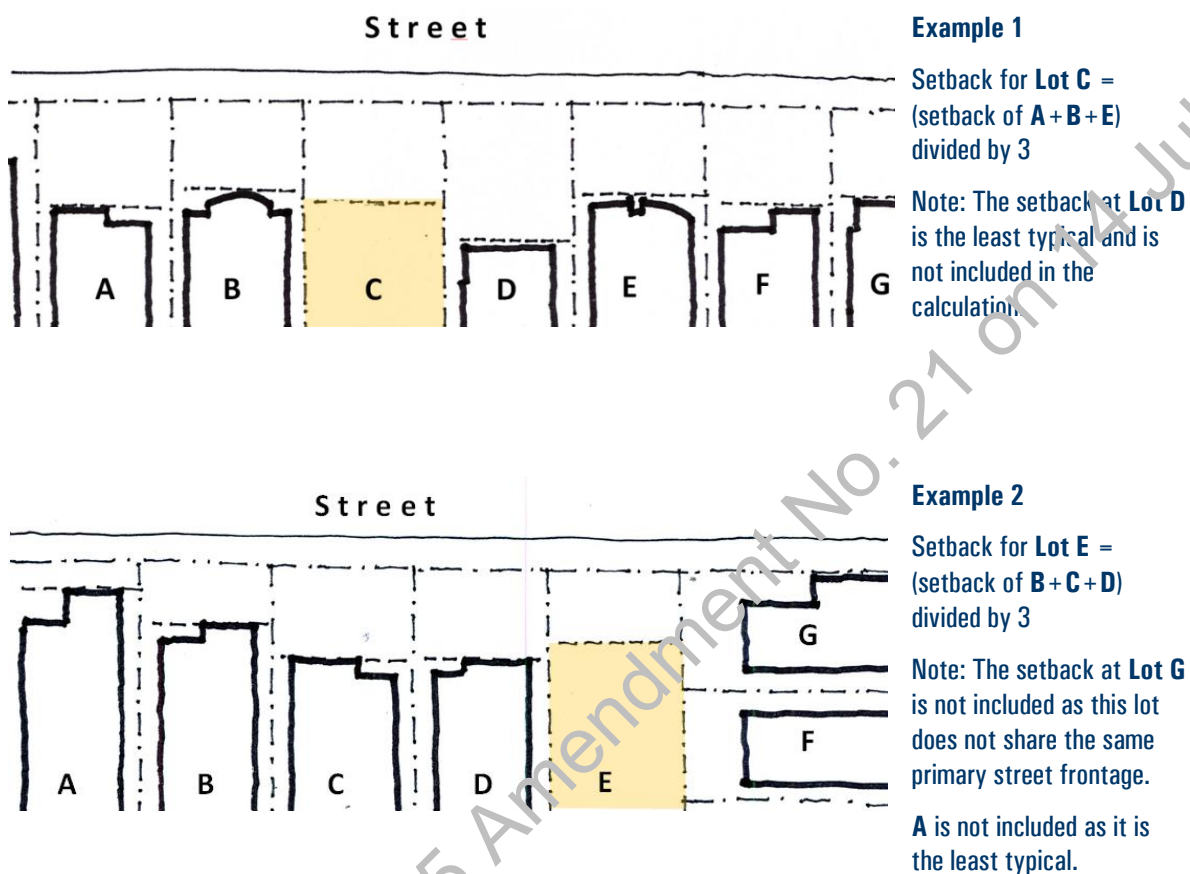 Street
A
B
C
D
E
F
G
Example 1
Setback for Lot C =
(setback of A+B+E)
divided by 3
Note: The setback at Lot D
is the least typical and is
not included in the
calculation.
Street
A
B
C
D
E
G
F
Example 2
Setback for Lot E =
(setback of B+C+D)
divided by 3
Note: The setback at Lot G
is not included as this lot
does not share the same
primary street frontage.
A is not included as it is
the least typical.
5 Amendment No. 21 on 14 Jul